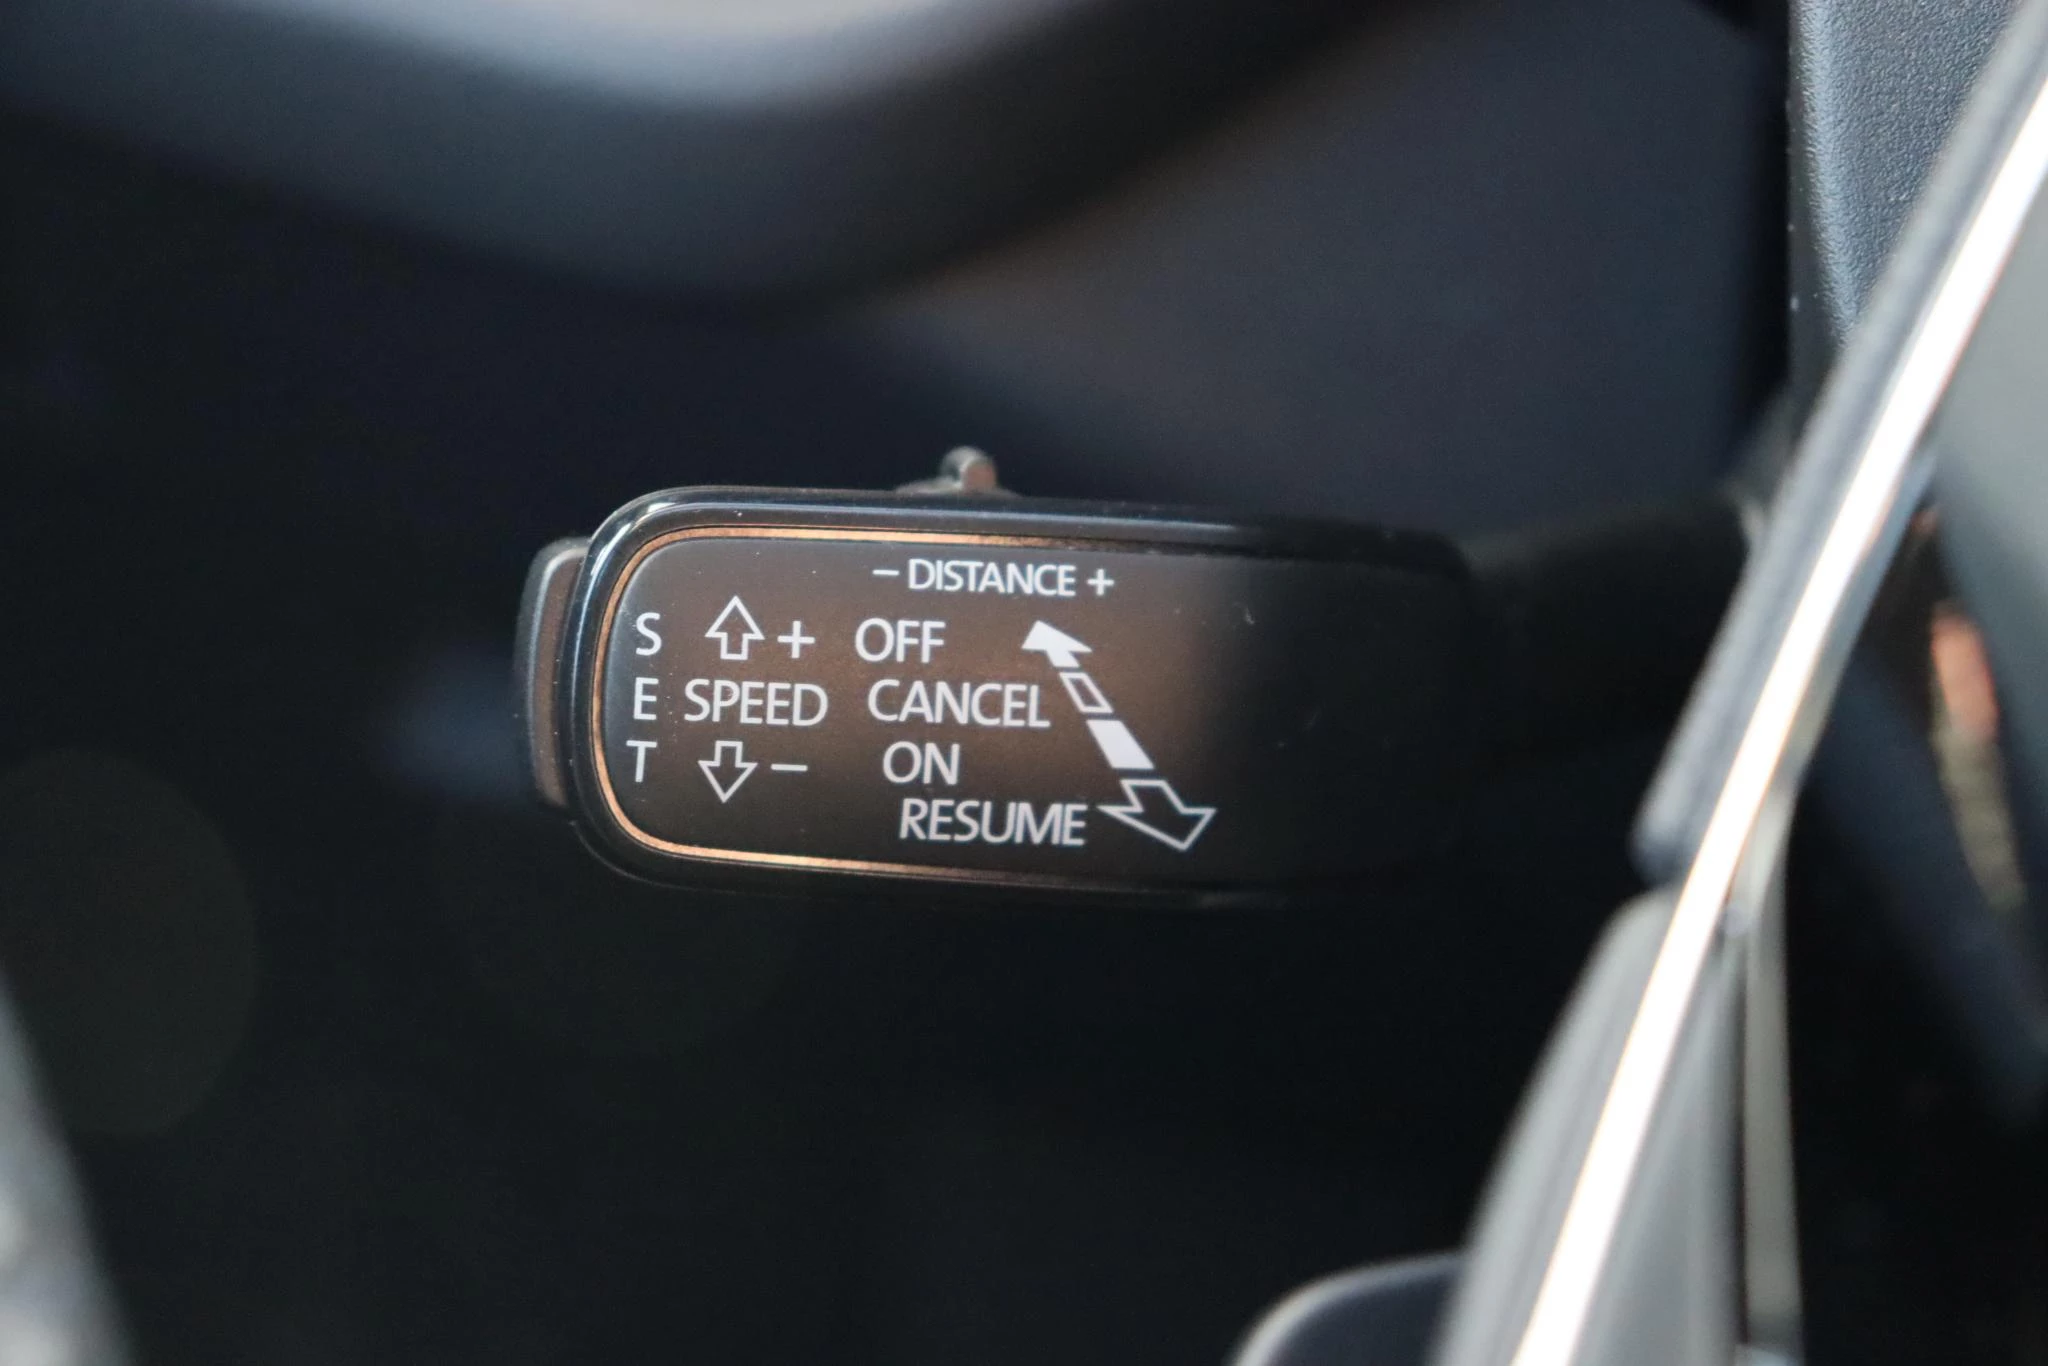 − DISTANCE +
S + OFF
E SPEED CANCEL
T − ON
RESUME